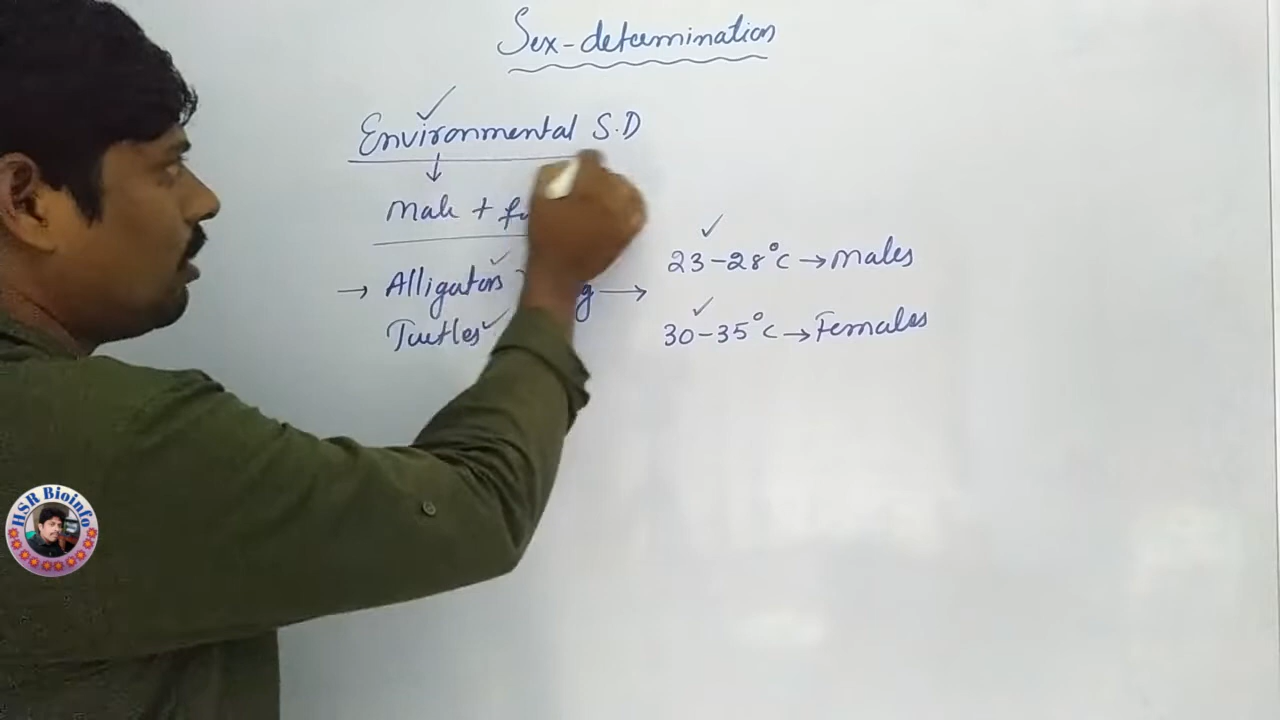 Sex-determination
Environmental S.D
↓
Male +
→ Alligators → 23-28°C → Males
Turtles 30-35°C → Females
HSR Bioinfo